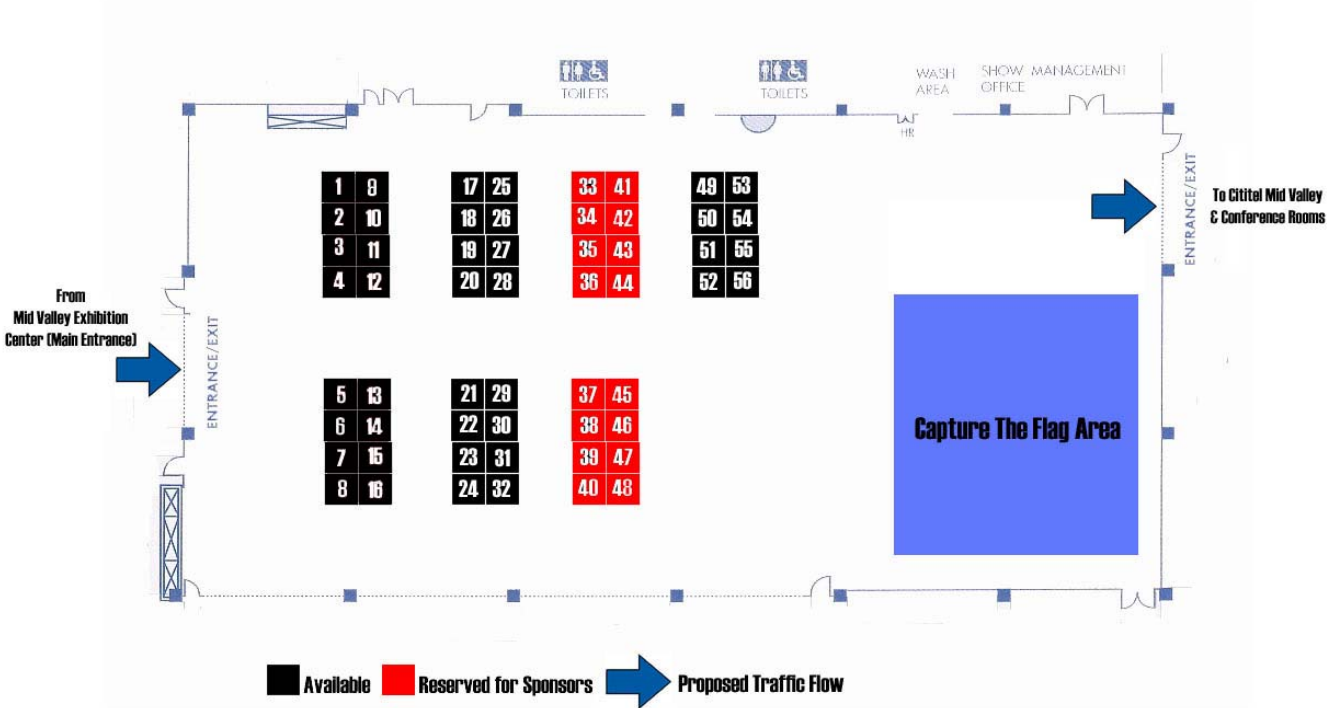 TOILETS
TOILETS
WASH
AREA
SHOW MANAGEMENT
OFFICE
HR
1 9 17 25 33 41 49 53
2 10 18 26 34 42 50 54
3 11 19 27 35 43 51 55
4 12 20 28 36 44 52 56
ENTRANCE/EXIT
To Cititel Mid Valley
& Conference Rooms
From
Mid Valley Exhibition
Center (Main Entrance)
ENTRANCE/EXIT
5 13 21 29 37 45
6 14 22 30 38 46
7 15 23 31 39 47
8 16 24 32 40 48
Capture The Flag Area
Available
Reserved for Sponsors
Proposed Traffic Flow